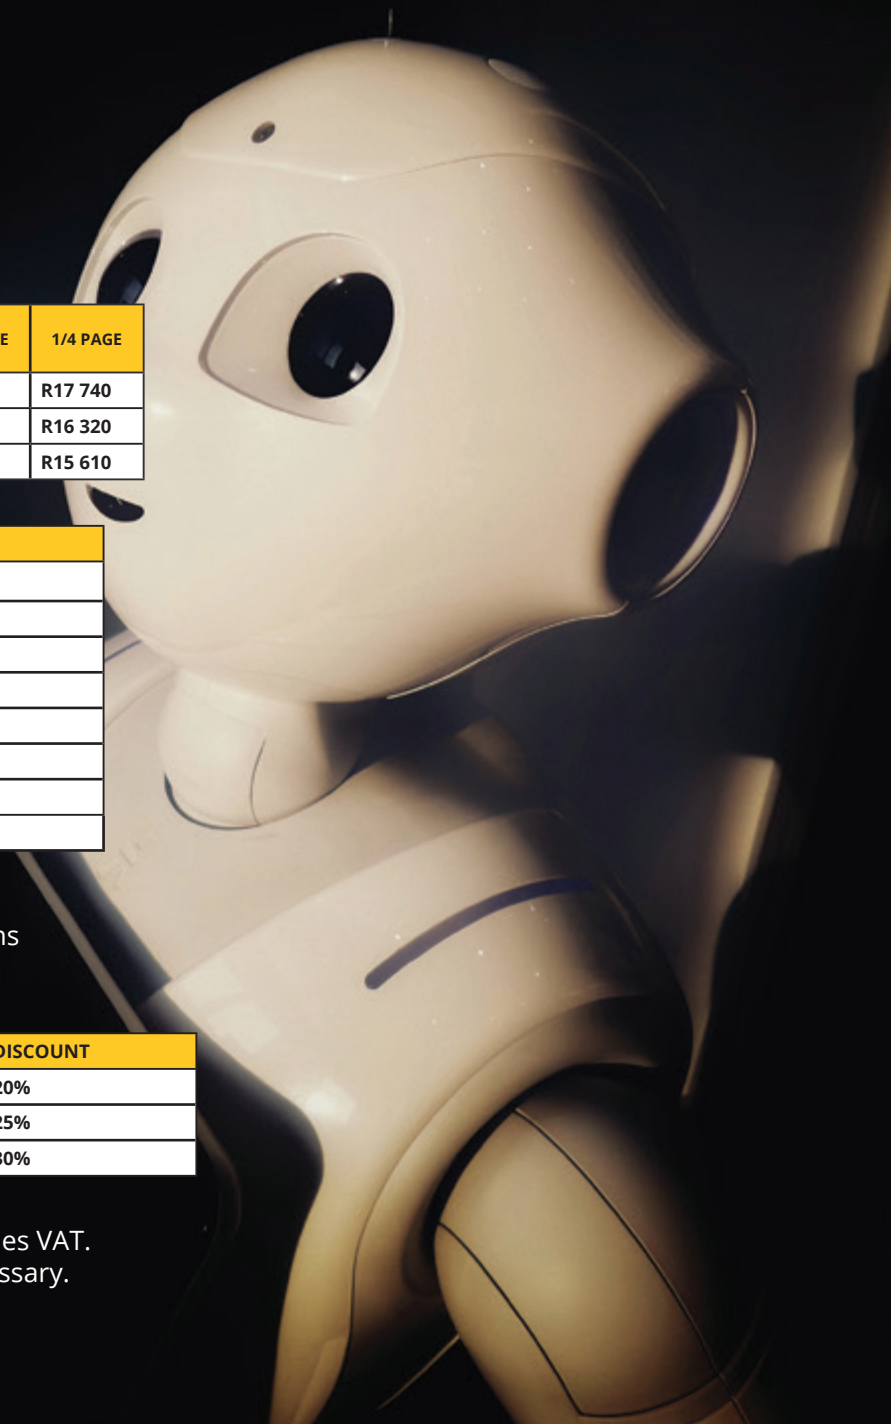 E 1/4 PAGE
R17 740
R16 320
R15 610
ns
DISCOUNT
20%
25%
30%
es VAT.
ssary.